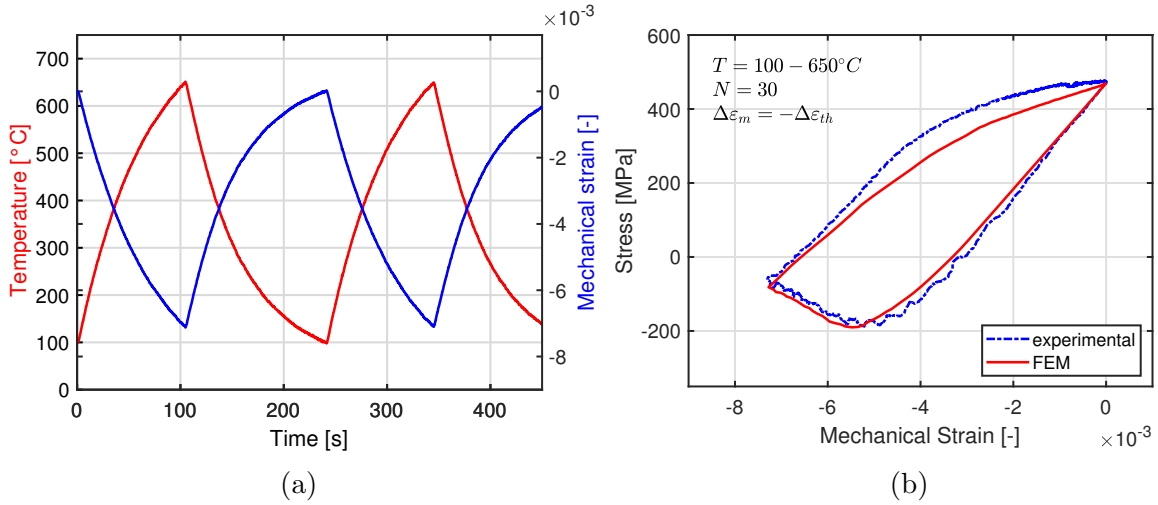 ×10⁻³
700
600
500
400
300
200
100
0
Temperature [°C]
0
-2
-4
-6
-8
Mechanical strain [-]
0
100
200
300
400
Time [s]
(a)
600
400
200
0
-200
Stress [MPa]
T = 100 − 650°C
N = 30
Δε_m = −Δε_th
experimental
FEM
-8
-6
-4
-2
0
Mechanical Strain [-]
×10⁻³
(b)